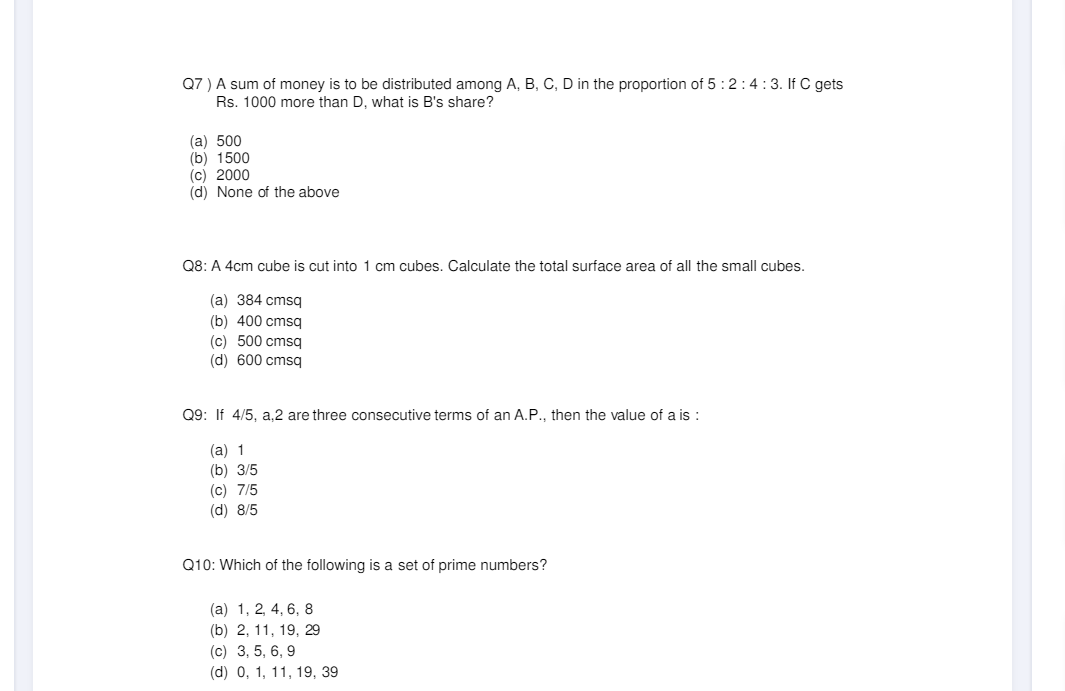 Q7 ) A sum of money is to be distributed among A, B, C, D in the proportion of 5 : 2 : 4 : 3. If C gets
Rs. 1000 more than D, what is B's share?
(a) 500
(b) 1500
(c) 2000
(d) None of the above
Q8: A 4cm cube is cut into 1 cm cubes. Calculate the total surface area of all the small cubes.
(a) 384 cmsq
(b) 400 cmsq
(c) 500 cmsq
(d) 600 cmsq
Q9: If 4/5, a,2 are three consecutive terms of an A.P., then the value of a is :
(a) 1
(b) 3/5
(c) 7/5
(d) 8/5
Q10: Which of the following is a set of prime numbers?
(a) 1, 2, 4, 6, 8
(b) 2, 11, 19, 29
(c) 3, 5, 6, 9
(d) 0, 1, 11, 19, 39